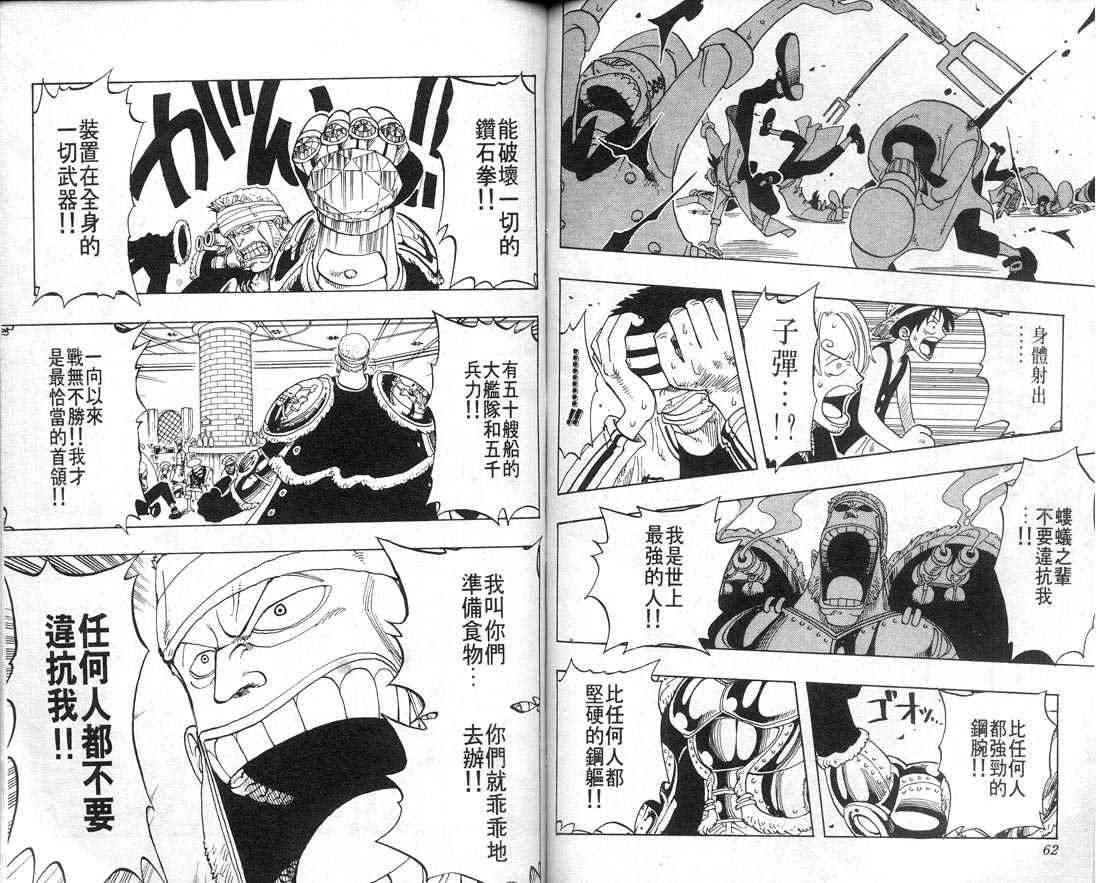 身體射出
……
子彈…!?
…………!!
螻蟻之輩
不要違抗我
…!!
我是世上
最強的人!!
ゴオッ…
比任何人
都強勁的
鋼腕!!
比任何人都
堅硬的鋼軀!!
62
能破壞一切的
鑽石拳!!
わがん!!
裝置在全身的
一切武器!!
有五十艘船的
大艦隊和五千
兵力!!
一向以來
戰無不勝!!我才
是最恰當的首領!!
我叫你們
準備食物…
你們就乖乖地
去辦!!
任何人都不要
違抗我!!